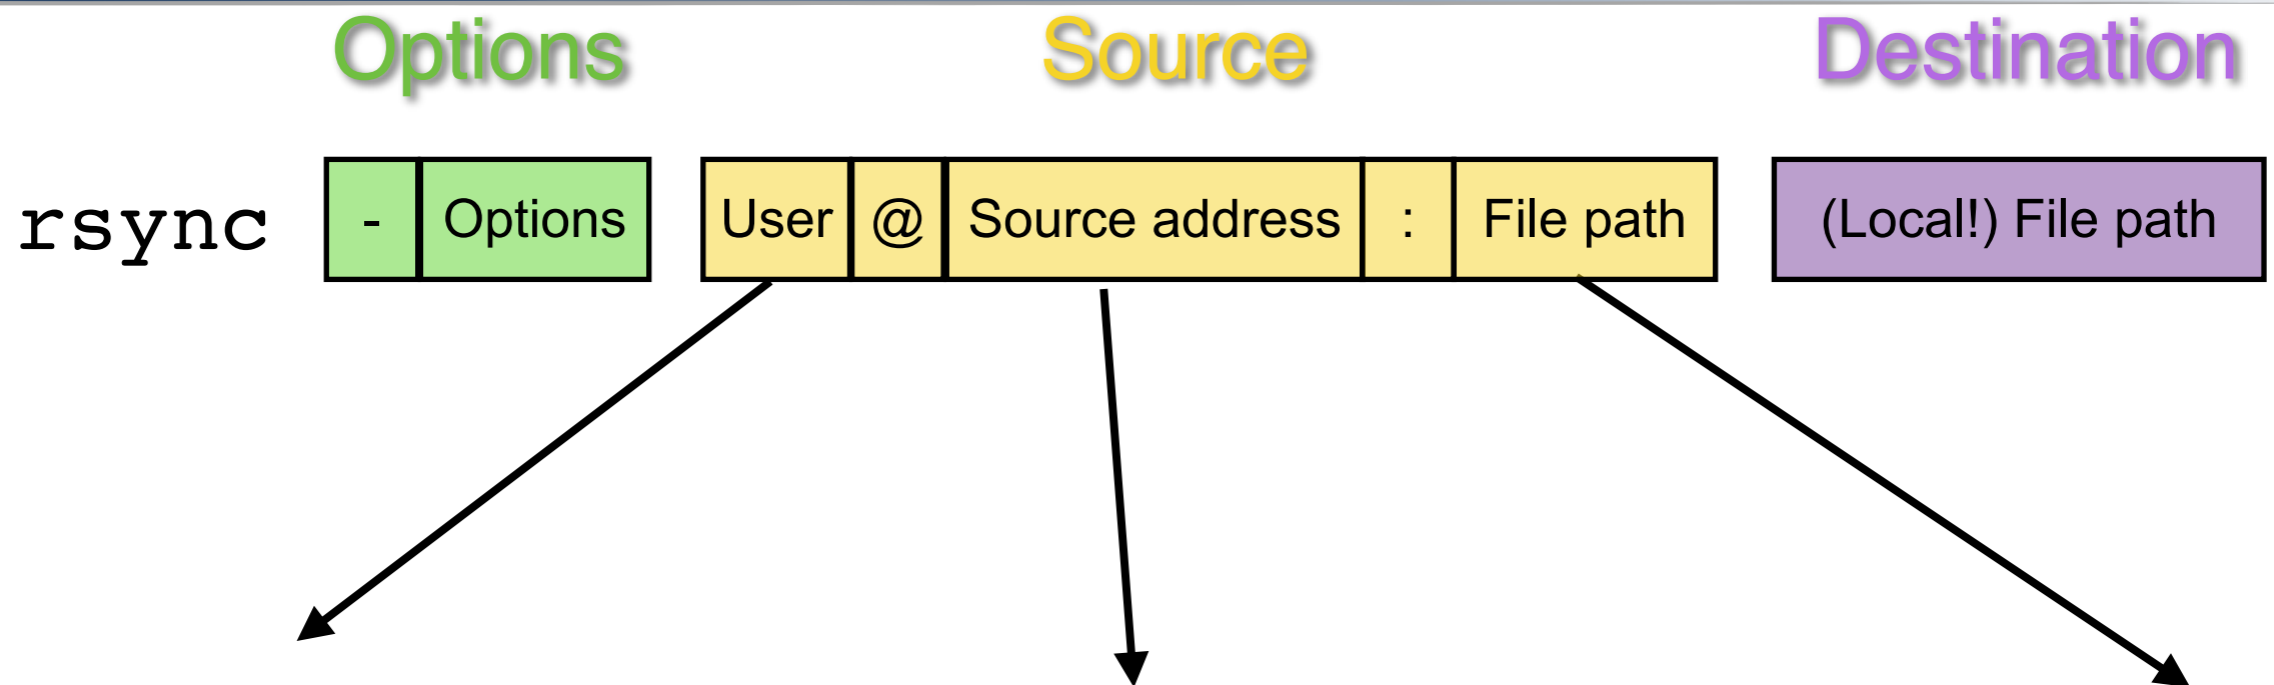 Options Source Destination
rsync - Options User @ Source address : File path (Local!) File path